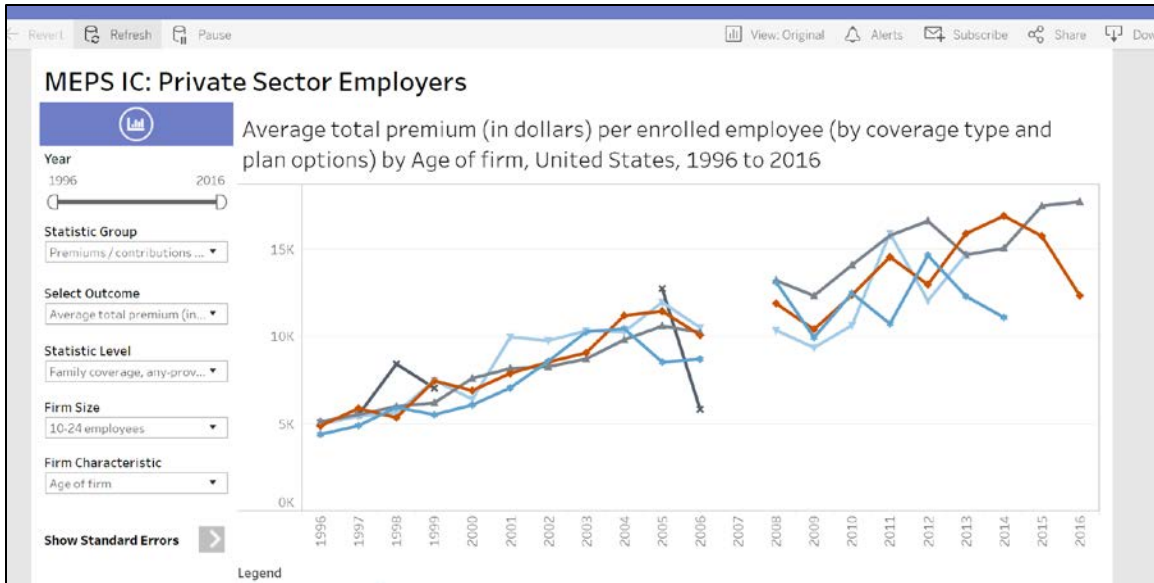 Revert Refresh Pause View: Original Alerts Subscribe Share Dow
MEPS IC: Private Sector Employers
Average total premium (in dollars) per enrolled employee (by coverage type and
plan options) by Age of firm, United States, 1996 to 2016
Year
1996 2016
Statistic Group
Premiums / contributions ...
Select Outcome
Average total premium (in...
Statistic Level
Family coverage, any-prov...
Firm Size
10-24 employees
Firm Characteristic
Age of firm
Show Standard Errors
15K
10K
5K
0K
1996 1997 1998 1999 2000 2001 2002 2003 2004 2005 2006 2007 2008 2009 2010 2011 2012 2013 2014 2015 2016
Legend